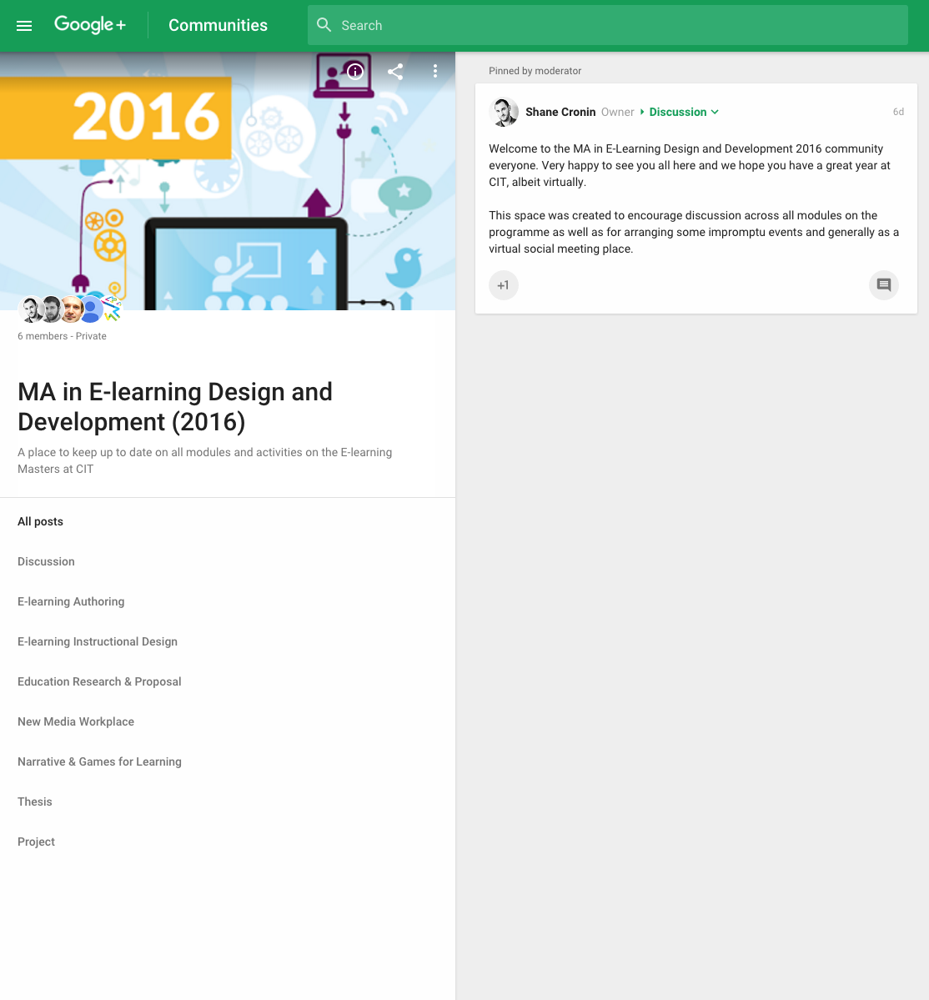 Google+
Communities
Search
2016
6 members - Private
MA in E-learning Design and
Development (2016)
A place to keep up to date on all modules and activities on the E-learning
Masters at CIT
All posts
Discussion
E-learning Authoring
E-learning Instructional Design
Education Research & Proposal
New Media Workplace
Narrative & Games for Learning
Thesis
Project
Pinned by moderator
Shane Cronin Owner Discussion 6d
Welcome to the MA in E-Learning Design and Development 2016 community
everyone. Very happy to see you all here and we hope you have a great year at
CIT, albeit virtually.
This space was created to encourage discussion across all modules on the
programme as well as for arranging some impromptu events and generally as a
virtual social meeting place.
+1